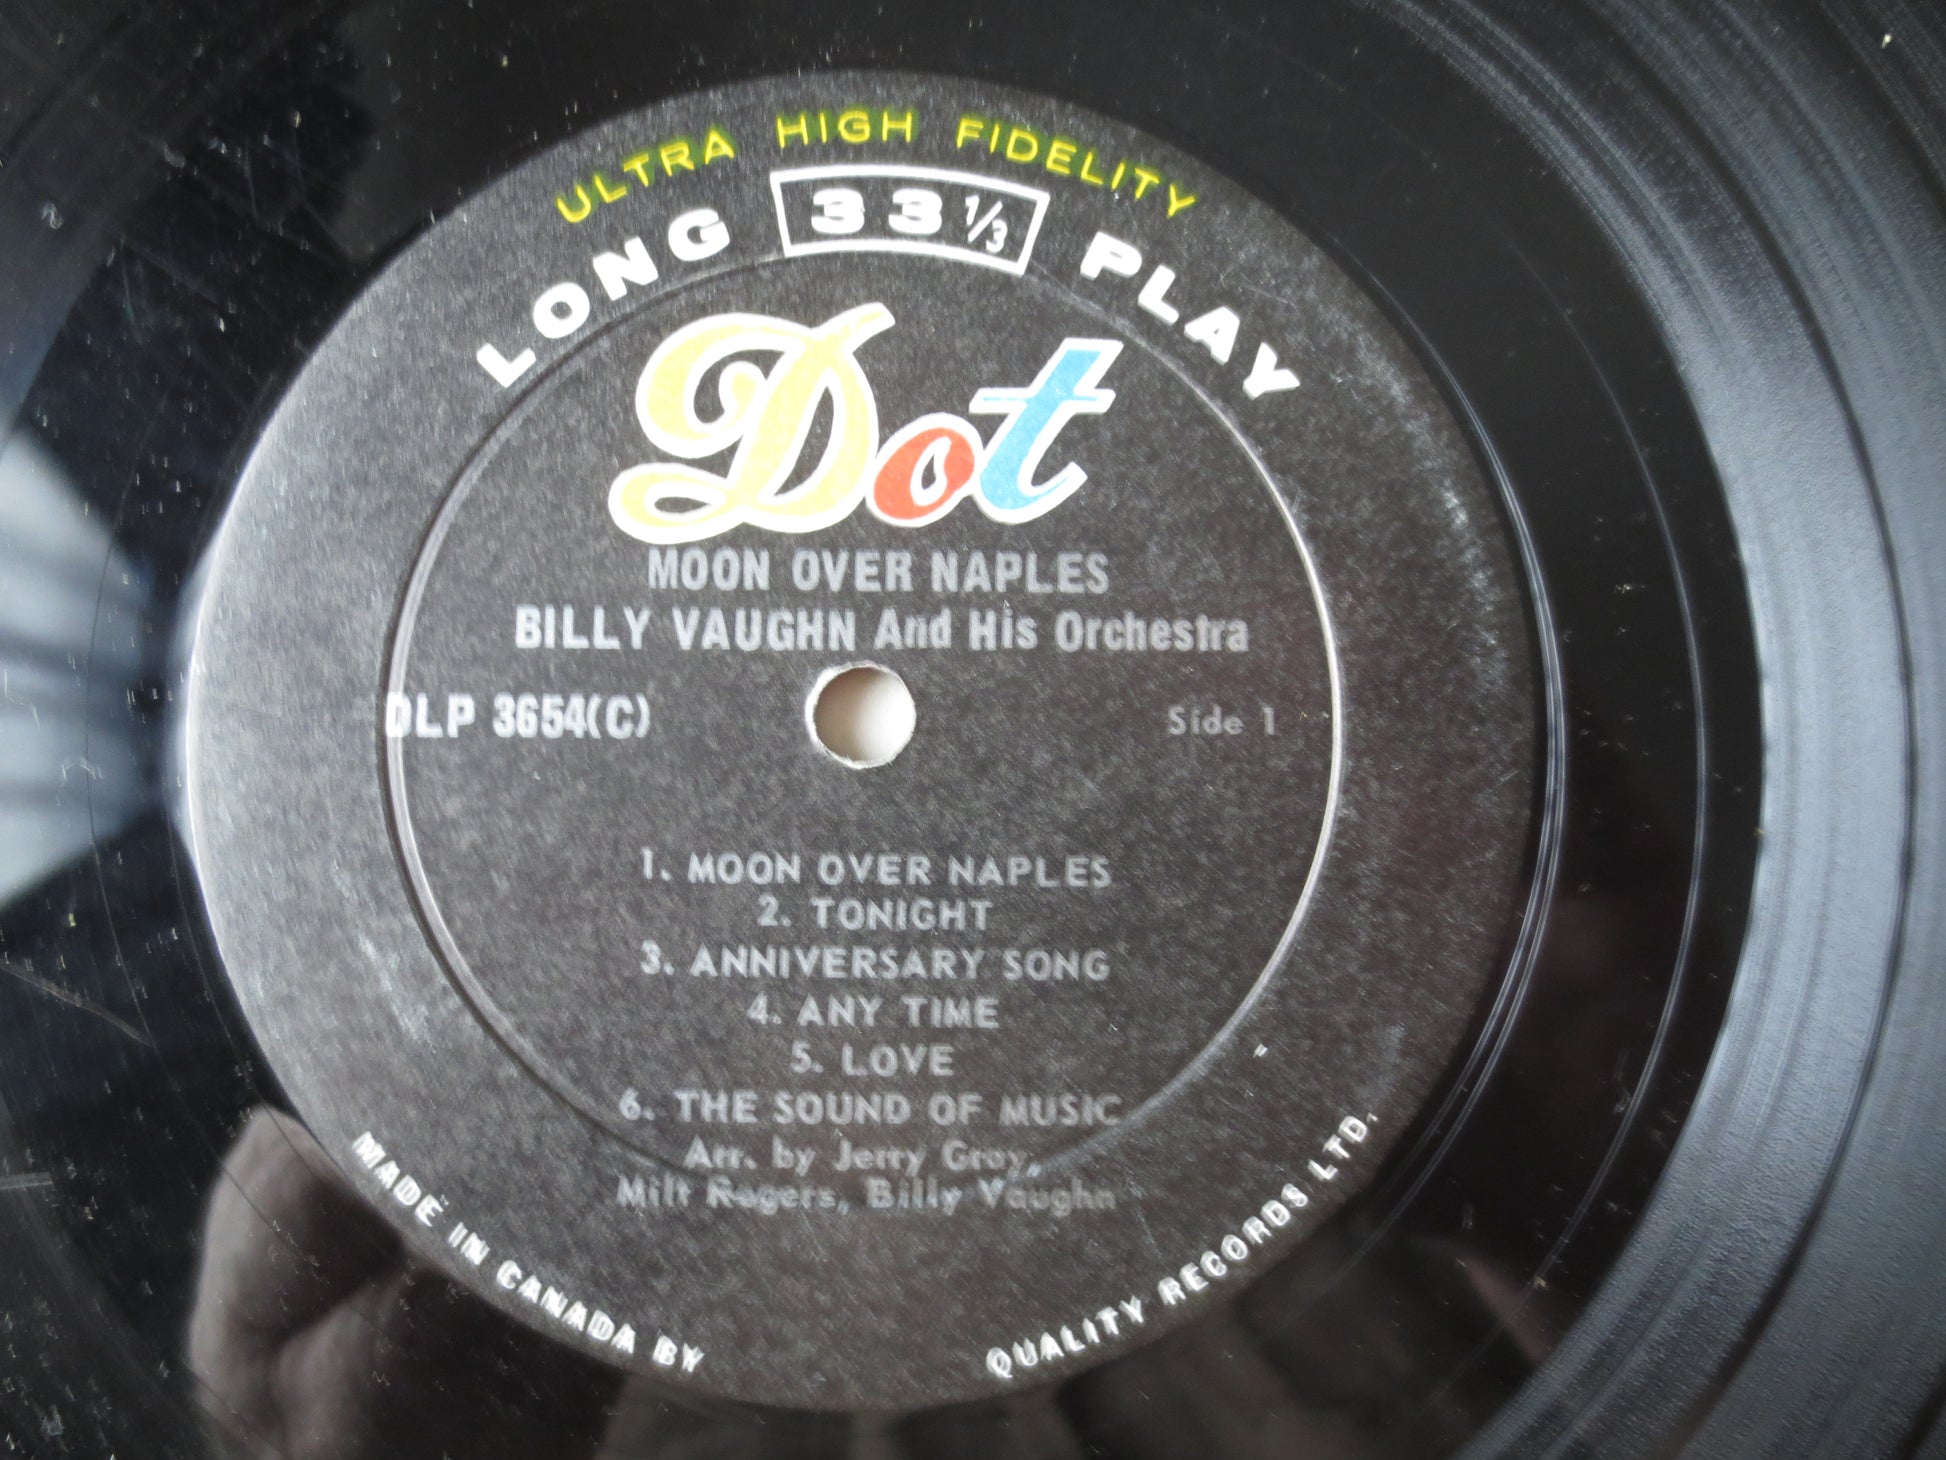 ULTRA HIGH FIDELITY
LONG 33 1/3 PLAY
Dot
MOON OVER NAPLES
BILLY VAUGHN And His Orchestra
DLP 3654(C)
Side 1
1. MOON OVER NAPLES
2. TONIGHT
3. ANNIVERSARY SONG
4. ANY TIME
5. LOVE
6. THE SOUND OF MUSIC
Arr. by Jerry Gray,
Milt Rogers, Billy Vaughn
MADE IN CANADA BY
QUALITY RECORDS LTD.